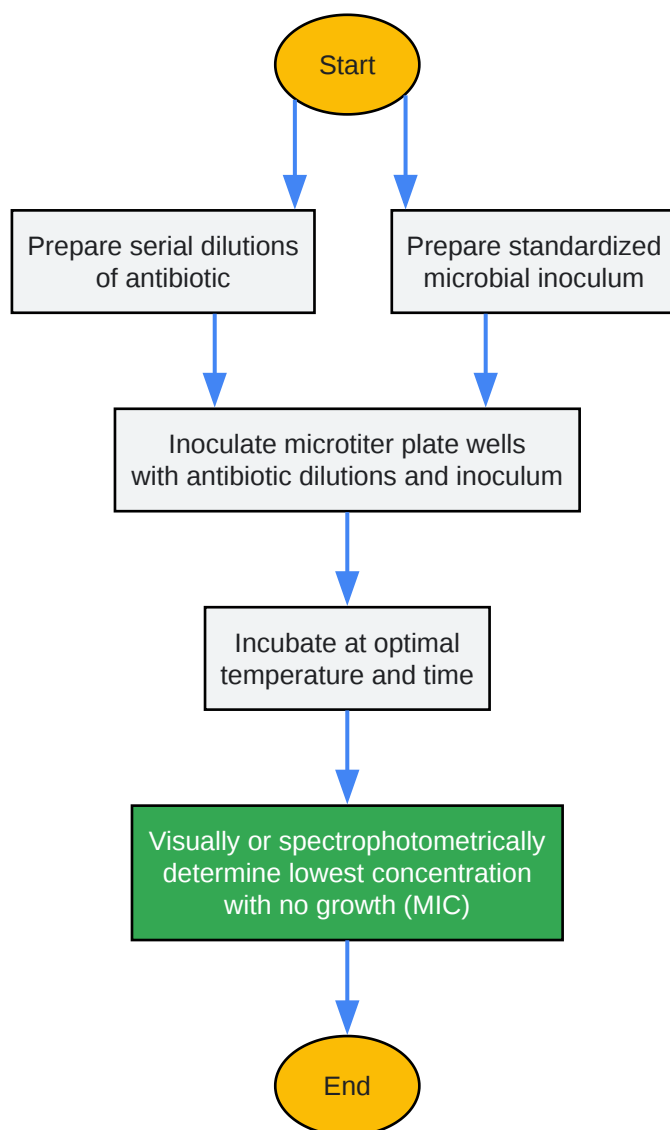 Start
Prepare serial dilutions
of antibiotic
Prepare standardized
microbial inoculum
Inoculate microtiter plate wells
with antibiotic dilutions and inoculum
Incubate at optimal
temperature and time
Visually or spectrophotometrically
determine lowest concentration
with no growth (MIC)
End